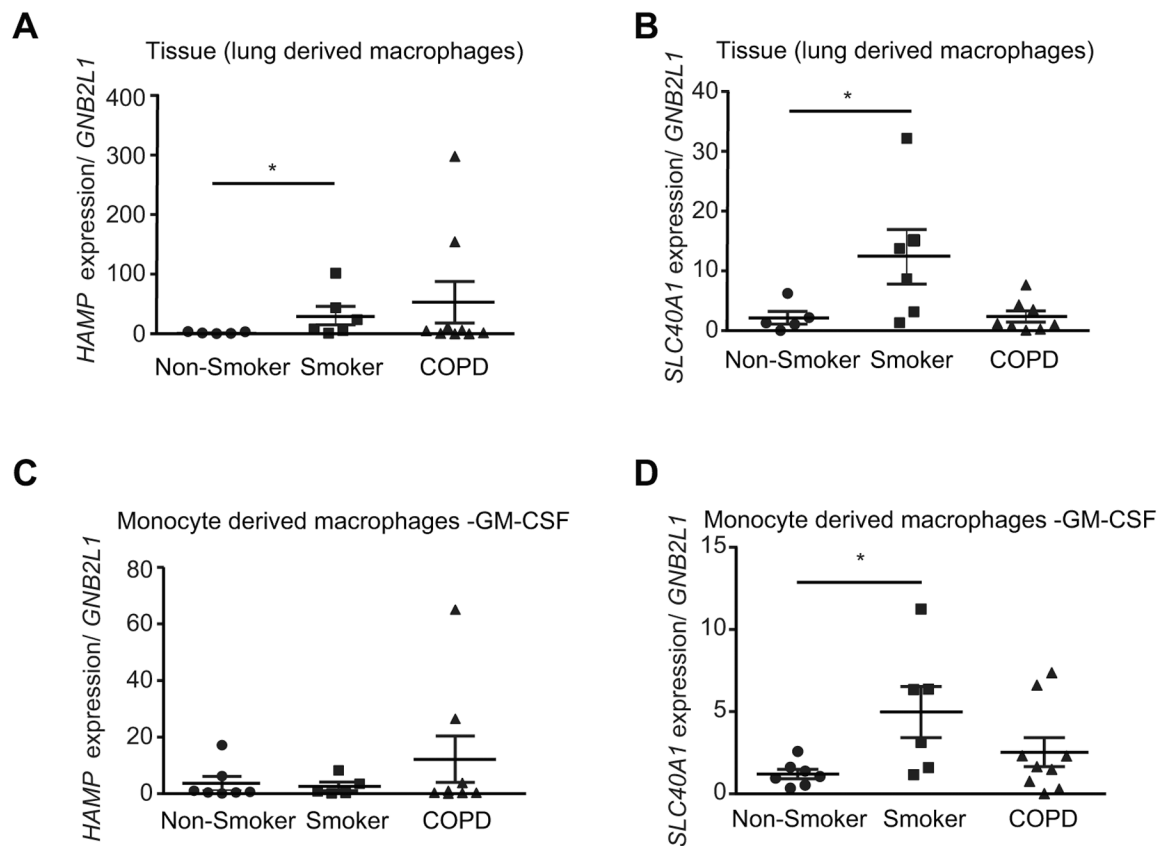 A
Tissue (lung derived macrophages)
HAMP expression/ GNB2L1
400
300
200
100
0
*
Non-Smoker Smoker COPD
B
Tissue (lung derived macrophages)
SLC40A1 expression/ GNB2L1
40
30
20
10
0
*
Non-Smoker Smoker COPD
C
Monocyte derived macrophages -GM-CSF
HAMP expression/ GNB2L1
80
60
40
20
0
Non-Smoker Smoker COPD
D
Monocyte derived macrophages -GM-CSF
SLC40A1 expression/ GNB2L1
15
10
5
0
*
Non-Smoker Smoker COPD